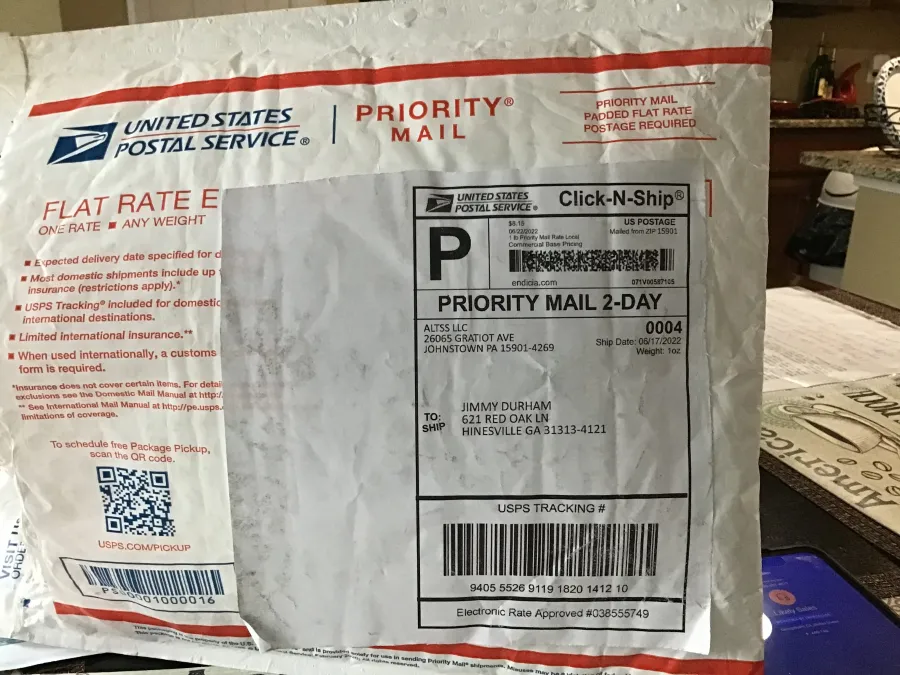 UNITED STATES
POSTAL SERVICE®
PRIORITY®
MAIL
PRIORITY MAIL
PADDED FLAT RATE
POSTAGE REQUIRED
FLAT RATE E
ONE RATE ■ ANY WEIGHT
■ Expected delivery date specified for d
■ Most domestic shipments include up
insurance (restrictions apply).*
■ USPS Tracking® included for domestic
international destinations.
■ Limited international insurance.**
■ When used internationally, a customs
form is required.
*Insurance does not cover certain items. For detai
exclusions see the Domestic Mail Manual at http:/
** See International Mail Manual at http://pe.usps.
limitations of coverage.
To schedule free Package Pickup,
scan the QR code.
USPS.COM/PICKUP
VISIT
UNITED STATES
POSTAL SERVICE®
Click-N-Ship®
P
$8.15
06/22/2022
1 lb Priority Mail Rate Local
Commercial Base Pricing
US POSTAGE
Mailed from ZIP 15901
endicia.com
071V00587105
PRIORITY MAIL 2-DAY
ALTSS LLC
26065 GRATIOT AVE
JOHNSTOWN PA 15901-4269
0004
Ship Date: 06/17/2022
Weight: 1oz
TO:
SHIP
JIMMY DURHAM
621 RED OAK LN
HINESVILLE GA 31313-4121
USPS TRACKING #
9405 5526 9119 1820 1412 10
Electronic Rate Approved #038555749